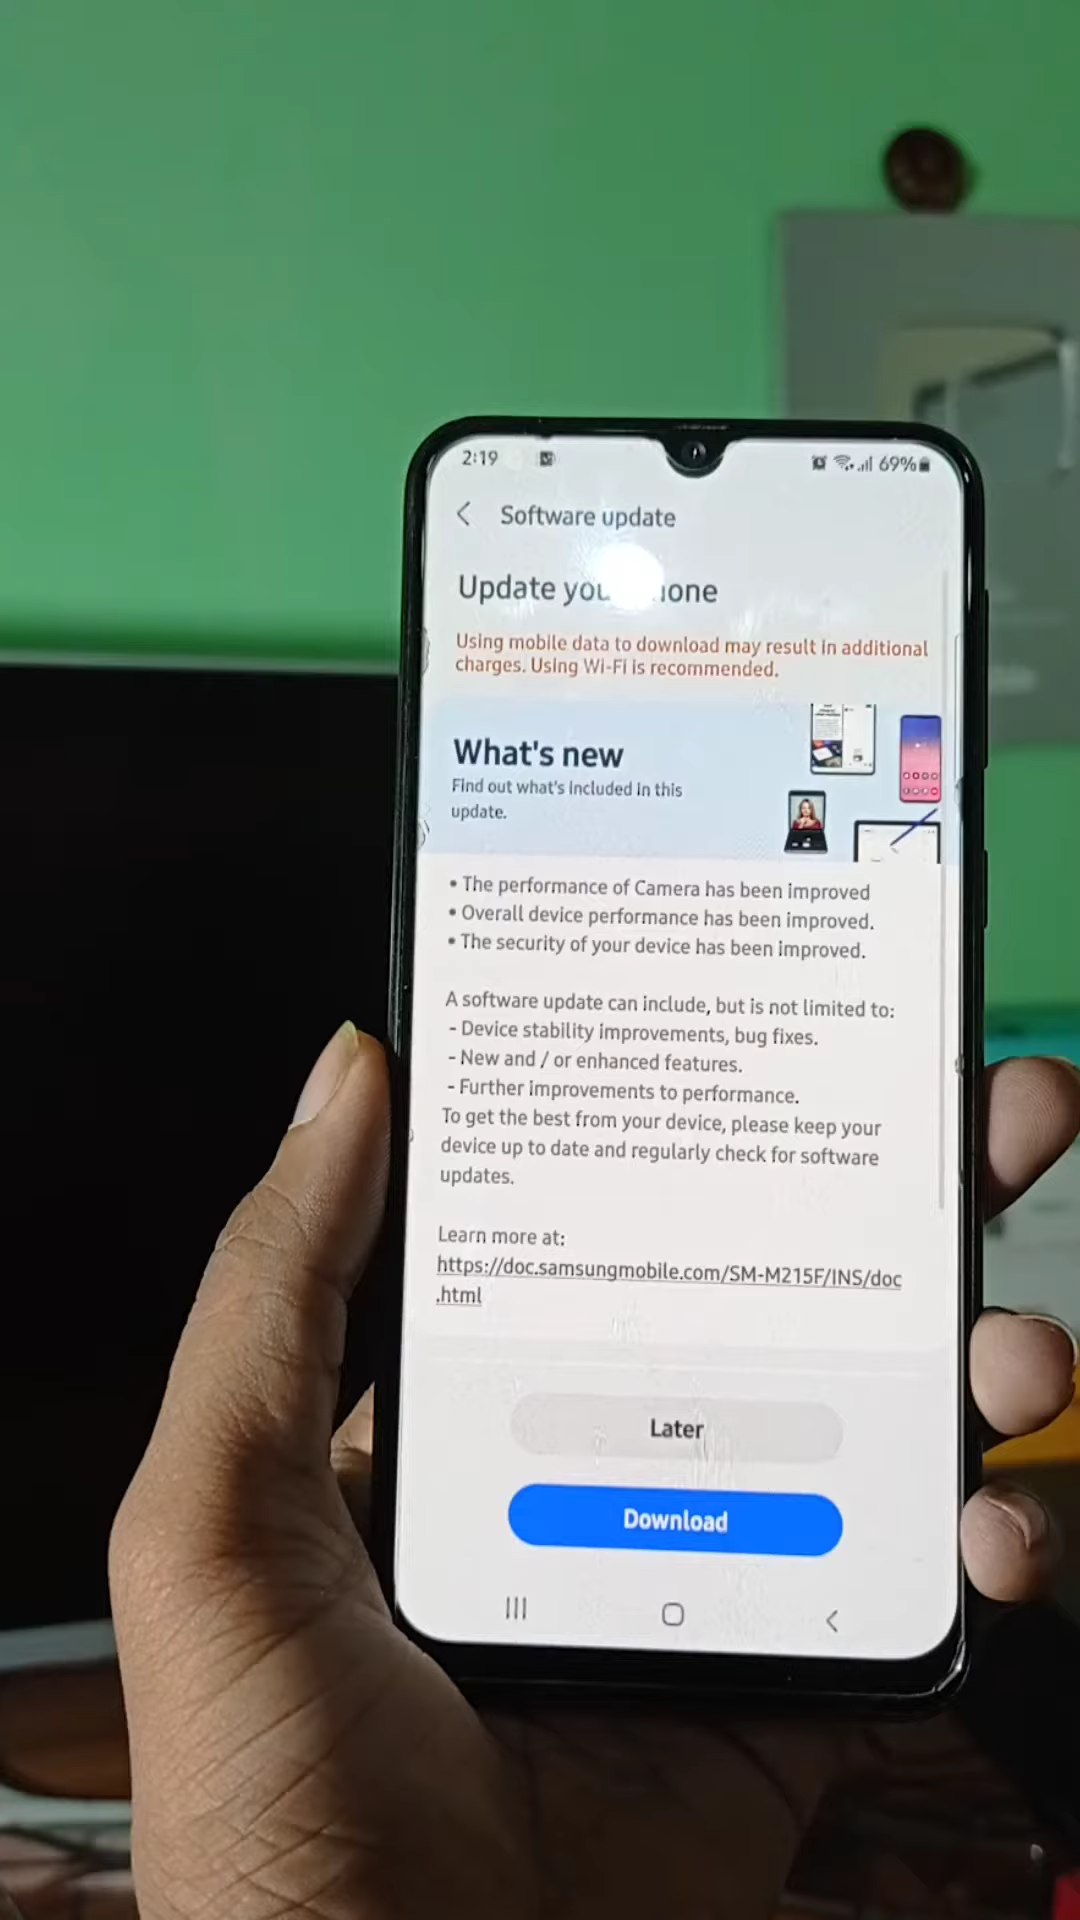 2:19
69%
Software update
Update
Using mobile data to download may result in additional
charges. Using Wi-Fi is recommended.
What's new
Find out what's included in this
update.
• The performance of Camera has been improved
• Overall device performance has been improved.
• The security of your device has been improved.
A software update can include, but is not limited to:
- Device stability improvements, bug fixes.
- New and / or enhanced features.
- Further improvements to performance.
To get the best from your device, please keep your
device up to date and regularly check for software
updates.
Learn more at:
https://doc.samsungmobile.com/SM-M215F/INS/doc
.html
Later
Download